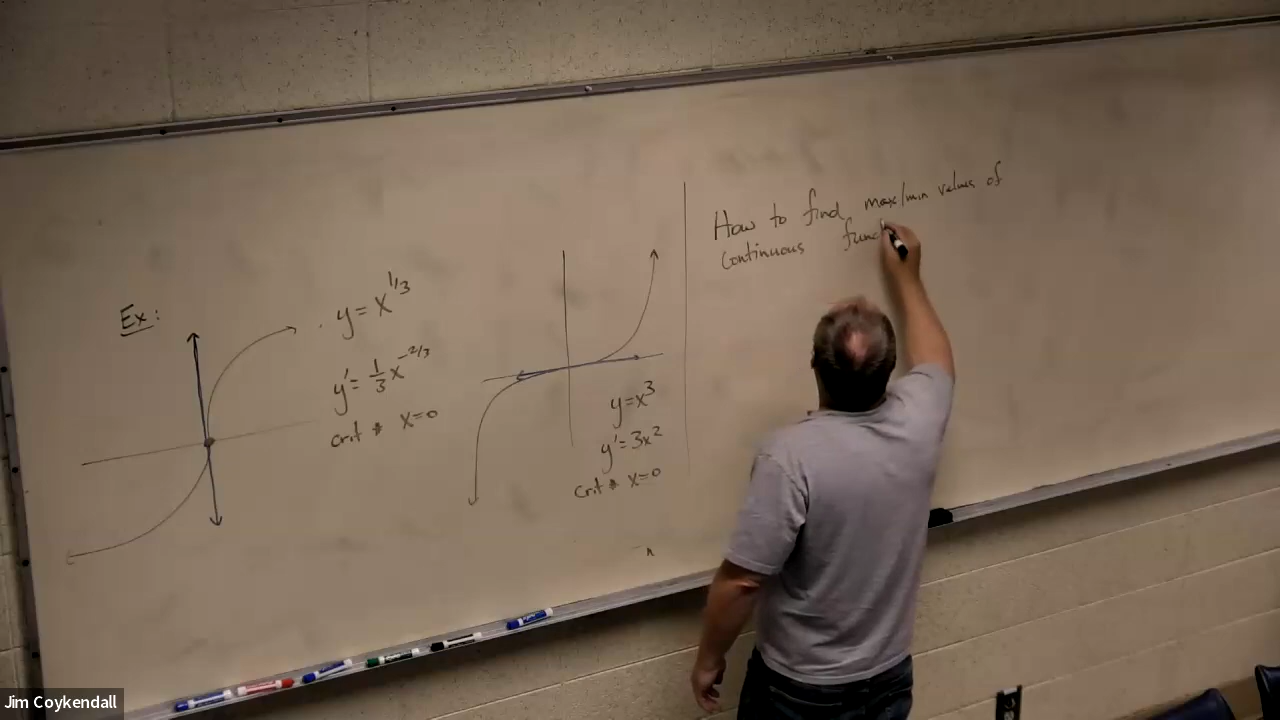 Ex:
y=x^{1/3}
y'=\frac{1}{3}x^{-2/3}
crit # x=0
y=x^3
y'=3x^2
crit # x=0
How to find max/min values of
continuous func
Jim Coykendall